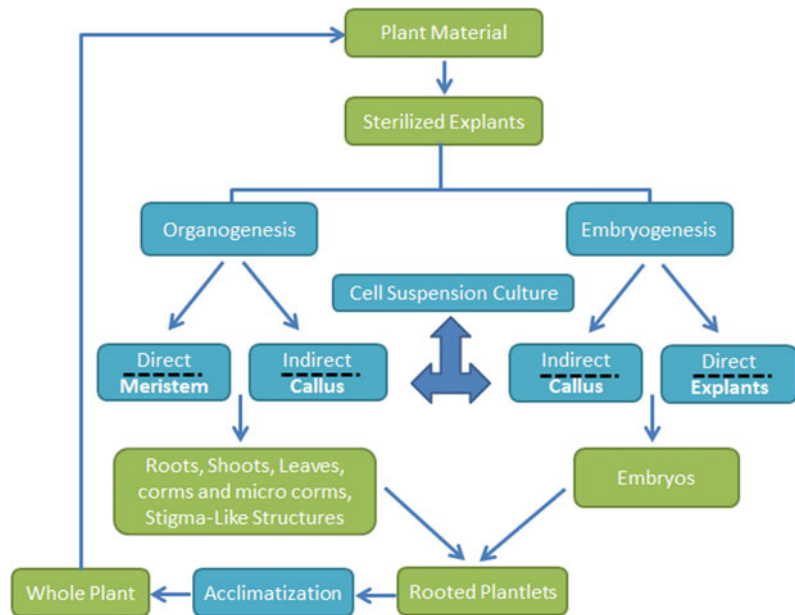 Plant Material
Sterilized Explants
Organogenesis
Embryogenesis
Cell Suspension Culture
Direct
Meristem
Indirect
Callus
Indirect
Callus
Direct
Explants
Roots, Shoots, Leaves,
corms and micro corms,
Stigma-Like Structures
Embryos
Whole Plant
Acclimatization
Rooted Plantlets